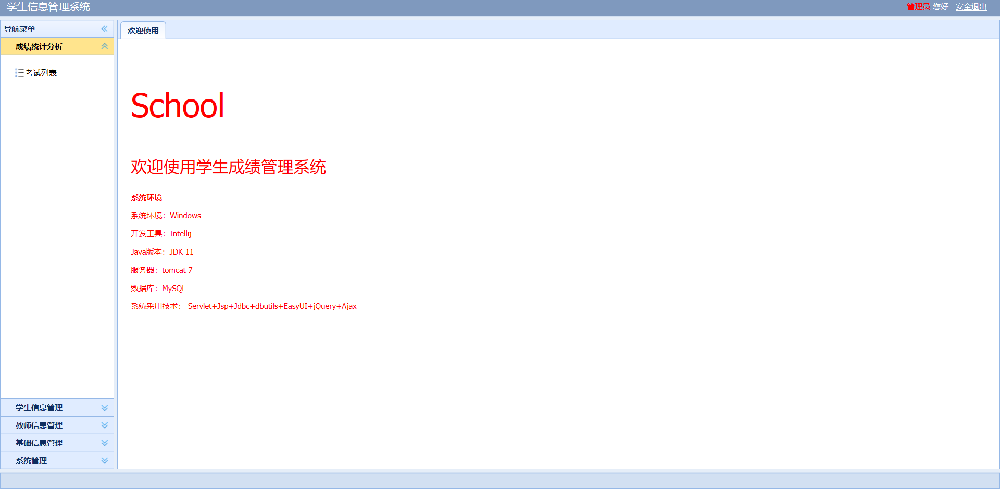 学生信息管理系统
管理员 您好 安全退出
导航菜单
成绩统计分析
考试列表
学生信息管理
教师信息管理
基础信息管理
系统管理
欢迎使用
School
欢迎使用学生成绩管理系统
系统环境
系统环境：Windows
开发工具：Intellij
Java版本：JDK 11
服务器：tomcat 7
数据库：MySQL
系统采用技术： Servlet+Jsp+Jdbc+dbutils+EasyUI+jQuery+Ajax